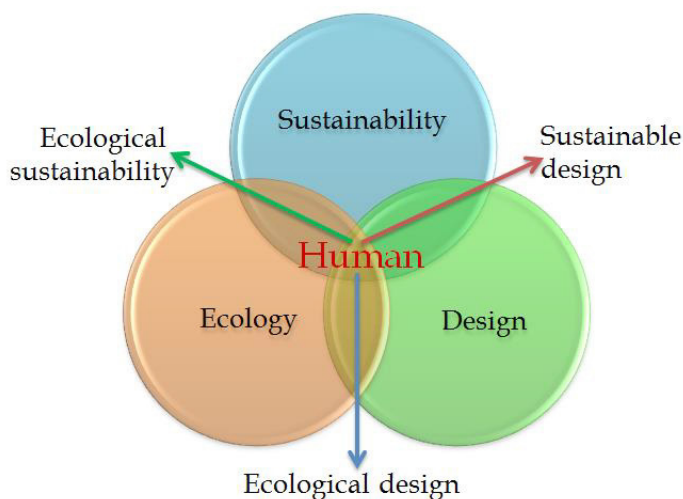 Sustainability
Ecological
sustainability
Sustainable
design
Human
Ecology
Design
Ecological design